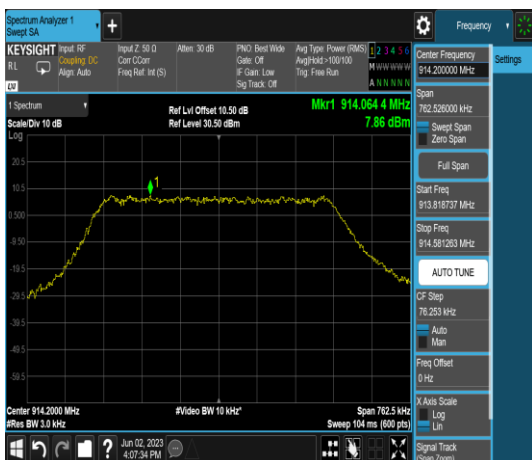 Spectrum Analyzer 1
Swept SA
Frequency
KEYSIGHT
RL
Input: RF
Coupling: DC
Align: Auto
Input Z: 50 Ω
Corr CCorr
Freq Ref: Int (S)
Atten: 30 dB
PNO: Best Wide
Gate: Off
IF Gain: Low
Sig Track: Off
Avg Type: Power (RMS)
Avg|Hold:>100/100
Trig: Free Run
1 2 3 4 5 6
M W W W W W
A N N N N N
LXI
1 Spectrum
Scale/Div 10 dB
Ref Lvl Offset 10.50 dB
Ref Level 30.50 dBm
Mkr1 914.064 4 MHz
7.86 dBm
Log
20.5
10.5
0.500
-9.50
-19.5
-29.5
-39.5
-49.5
-59.5
1
Center 914.2000 MHz
#Res BW 3.0 kHz
#Video BW 10 kHz*
Span 762.5 kHz
Sweep 104 ms (600 pts)
Jun 02, 2023
4:07:34 PM
Center Frequency
914.200000 MHz
Settings
Span
762.526000 kHz
Swept Span
Zero Span
Full Span
Start Freq
913.818737 MHz
Stop Freq
914.581263 MHz
AUTO TUNE
CF Step
76.253 kHz
Auto
Man
Freq Offset
0 Hz
X Axis Scale
Log
Lin
Signal Track
(Span Zoom)